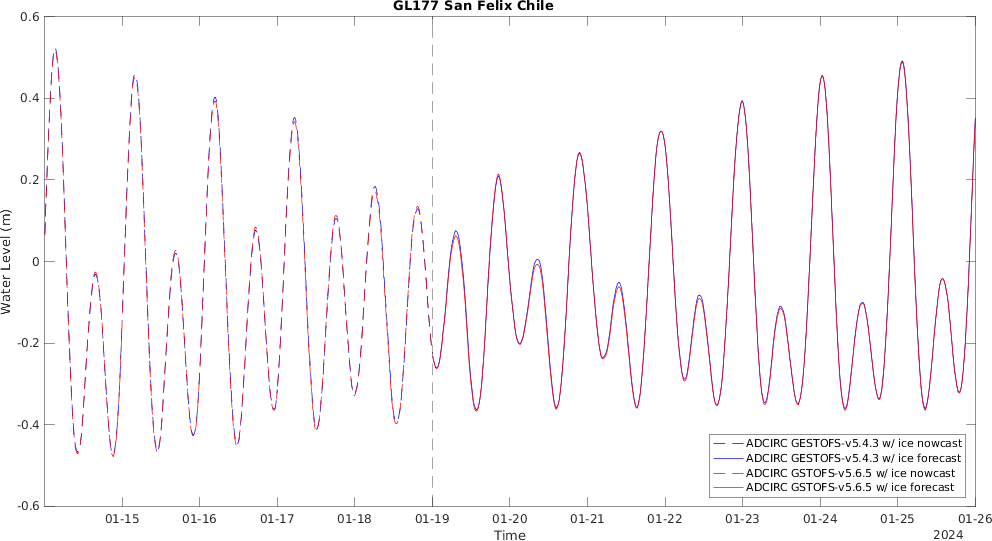 GL177 San Felix Chile
0.6
0.4
0.2
0
-0.2
-0.4
-0.6
Water Level (m)
ADCIRC GESTOFS-v5.4.3 w/ ice nowcast
ADCIRC GESTOFS-v5.4.3 w/ ice forecast
ADCIRC GSTOFS-v5.6.5 w/ ice nowcast
ADCIRC GSTOFS-v5.6.5 w/ ice forecast
01-15 01-16 01-17 01-18 01-19 01-20 01-21 01-22 01-23 01-24 01-25 01-26
Time
2024